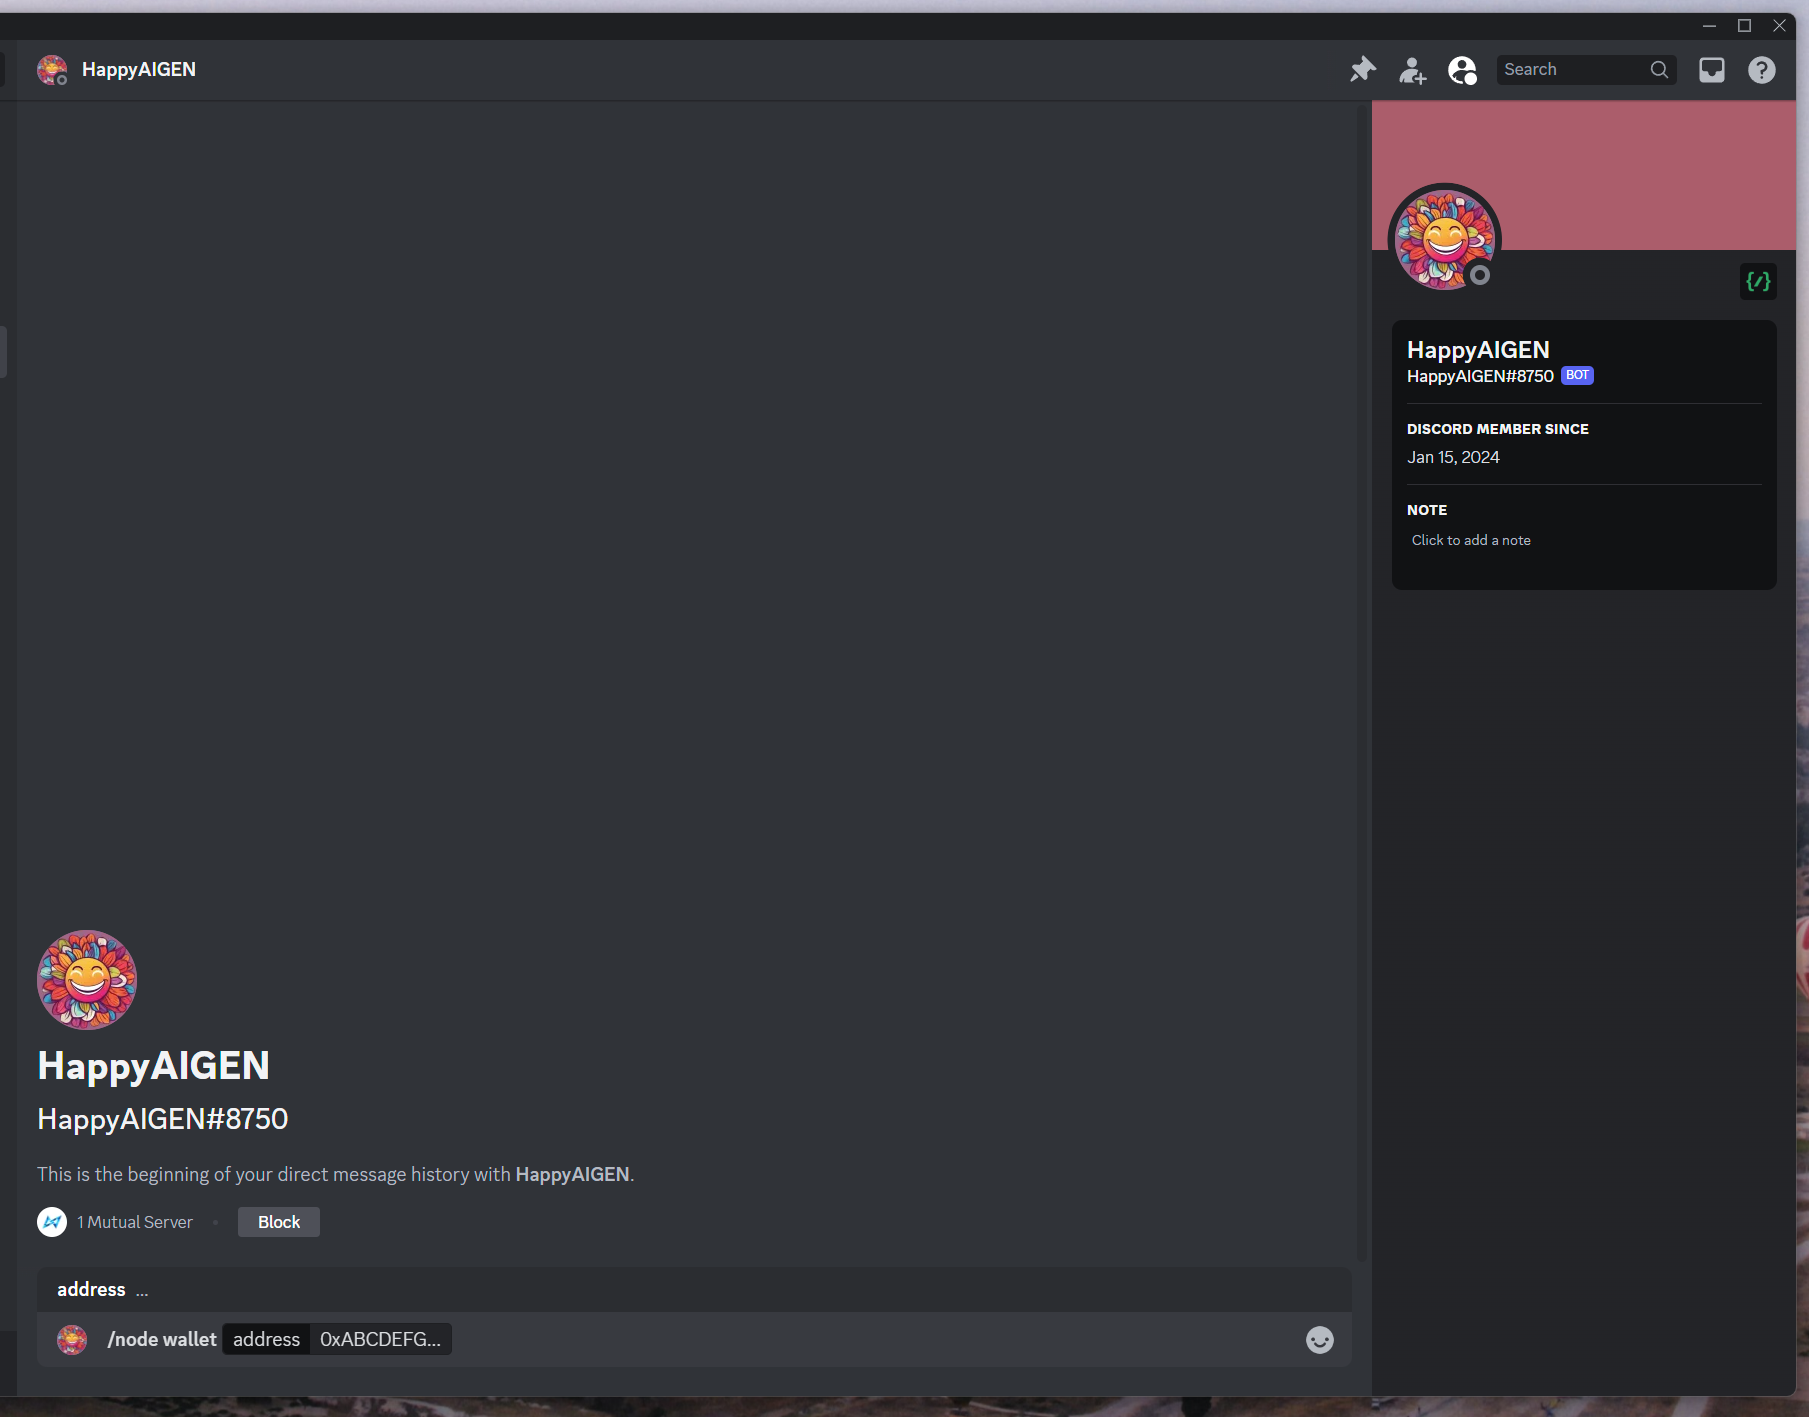 HappyAIGEN
Search
HappyAIGEN
HappyAIGEN#8750 BOT
DISCORD MEMBER SINCE
Jan 15, 2024
NOTE
Click to add a note
HappyAIGEN
HappyAIGEN#8750
This is the beginning of your direct message history with HappyAIGEN.
1 Mutual Server
Block
address ...
/node wallet address 0xABCDEFG...